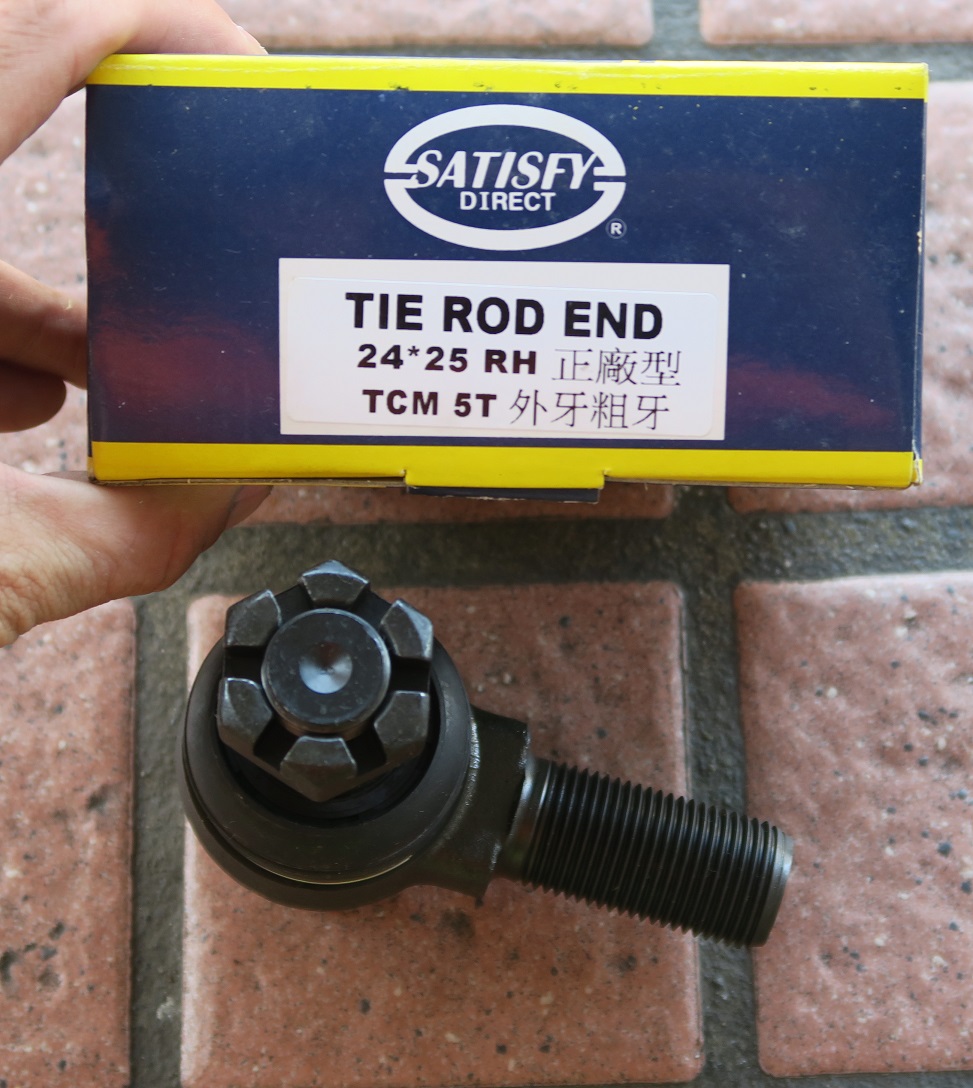 SATISFY
DIRECT
®
TIE ROD END
24*25 RH 正廠型
TCM 5T 外牙粗牙